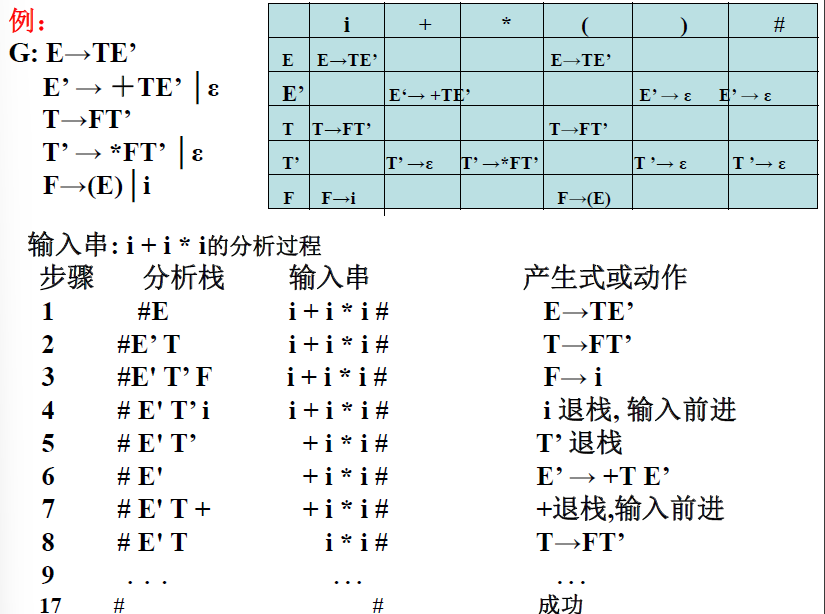 例：
G: E→TE’
E’ → ＋TE’ │ε
T→FT’
T’ → *FT’ │ε
F→(E)│i
i + * ( ) #
E E→TE’ E→TE’
E’ E‘→ +TE’ E’ → ε E’ → ε
T T→FT’ T→FT’
T’ T’ →ε T’ →*FT’ T ’→ ε T ’→ ε
F F→i F→(E)
输入串: i + i * i的分析过程
步骤 分析栈 输入串 产生式或动作
1 #E i + i * i # E→TE’
2 #E’ T i + i * i # T→FT’
3 #E' T’ F i + i * i # F→ i
4 # E' T’ i i + i * i # i 退栈, 输入前进
5 # E' T’ + i * i # T’ 退栈
6 # E' + i * i # E’ → +T E’
7 # E' T + + i * i # +退栈,输入前进
8 # E' T i * i # T→FT’
9 . . . . . . . . .
17 # # 成功